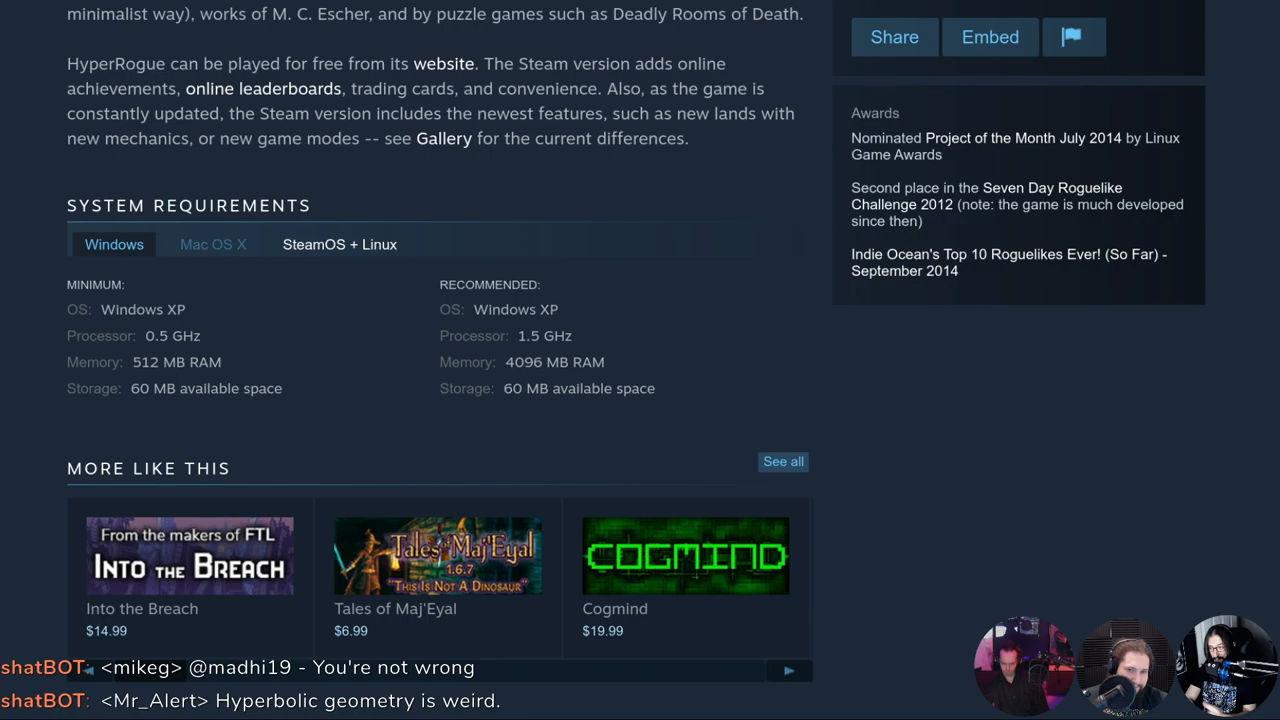 minimalist way), works of M. C. Escher, and by puzzle games such as Deadly Rooms of Death.
HyperRogue can be played for free from its website. The Steam version adds online
achievements, online leaderboards, trading cards, and convenience. Also, as the game is
constantly updated, the Steam version includes the newest features, such as new lands with
new mechanics, or new game modes -- see Gallery for the current differences.
SYSTEM REQUIREMENTS
Windows Mac OS X SteamOS + Linux
MINIMUM:
OS: Windows XP
Processor: 0.5 GHz
Memory: 512 MB RAM
Storage: 60 MB available space
RECOMMENDED:
OS: Windows XP
Processor: 1.5 GHz
Memory: 4096 MB RAM
Storage: 60 MB available space
MORE LIKE THIS
See all
From the makers of FTL
INTO THE BREACH
Into the Breach
$14.99
Tales of Maj'Eyal
1.6.7
"This Is Not A Dinosaur"
Tales of Maj'Eyal
$6.99
COGMIND
Cogmind
$19.99
Share Embed
Awards
Nominated Project of the Month July 2014 by Linux
Game Awards
Second place in the Seven Day Roguelike
Challenge 2012 (note: the game is much developed
since then)
Indie Ocean's Top 10 Roguelikes Ever! (So Far) -
September 2014
shatBOT: <mikeg> @madhi19 - You're not wrong
shatBOT: <Mr_Alert> Hyperbolic geometry is weird.